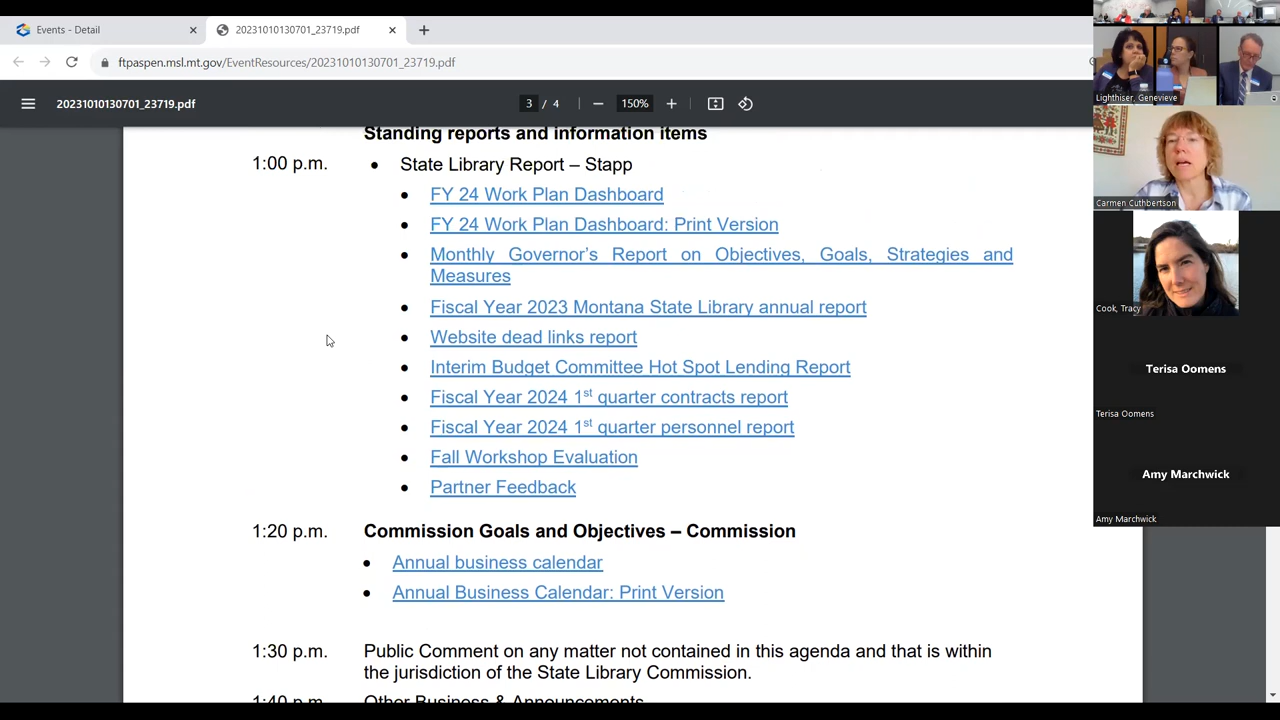 Events - Detail
20231010130701_23719.pdf
ftpaspen.msl.mt.gov/EventResources/20231010130701_23719.pdf
20231010130701_23719.pdf
3 / 4
150%
Standing reports and information items
1:00 p.m.
• State Library Report – Stapp
• FY 24 Work Plan Dashboard
• FY 24 Work Plan Dashboard: Print Version
• Monthly Governor's Report on Objectives, Goals, Strategies and
Measures
• Fiscal Year 2023 Montana State Library annual report
• Website dead links report
• Interim Budget Committee Hot Spot Lending Report
• Fiscal Year 2024 1st quarter contracts report
• Fiscal Year 2024 1st quarter personnel report
• Fall Workshop Evaluation
• Partner Feedback
1:20 p.m. Commission Goals and Objectives – Commission
• Annual business calendar
• Annual Business Calendar: Print Version
1:30 p.m. Public Comment on any matter not contained in this agenda and that is within
the jurisdiction of the State Library Commission.
1:40 p.m. Other Business & Announcements
Lighthiser, Genevieve
Carmen Cuthbertson
Cook, Tracy
Terisa Oomens
Terisa Oomens
Amy Marchwick
Amy Marchwick